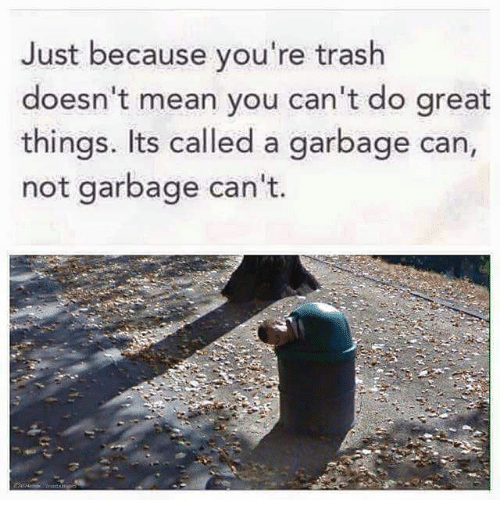 Just because you're trash
doesn't mean you can't do great
things. Its called a garbage can,
not garbage can't.